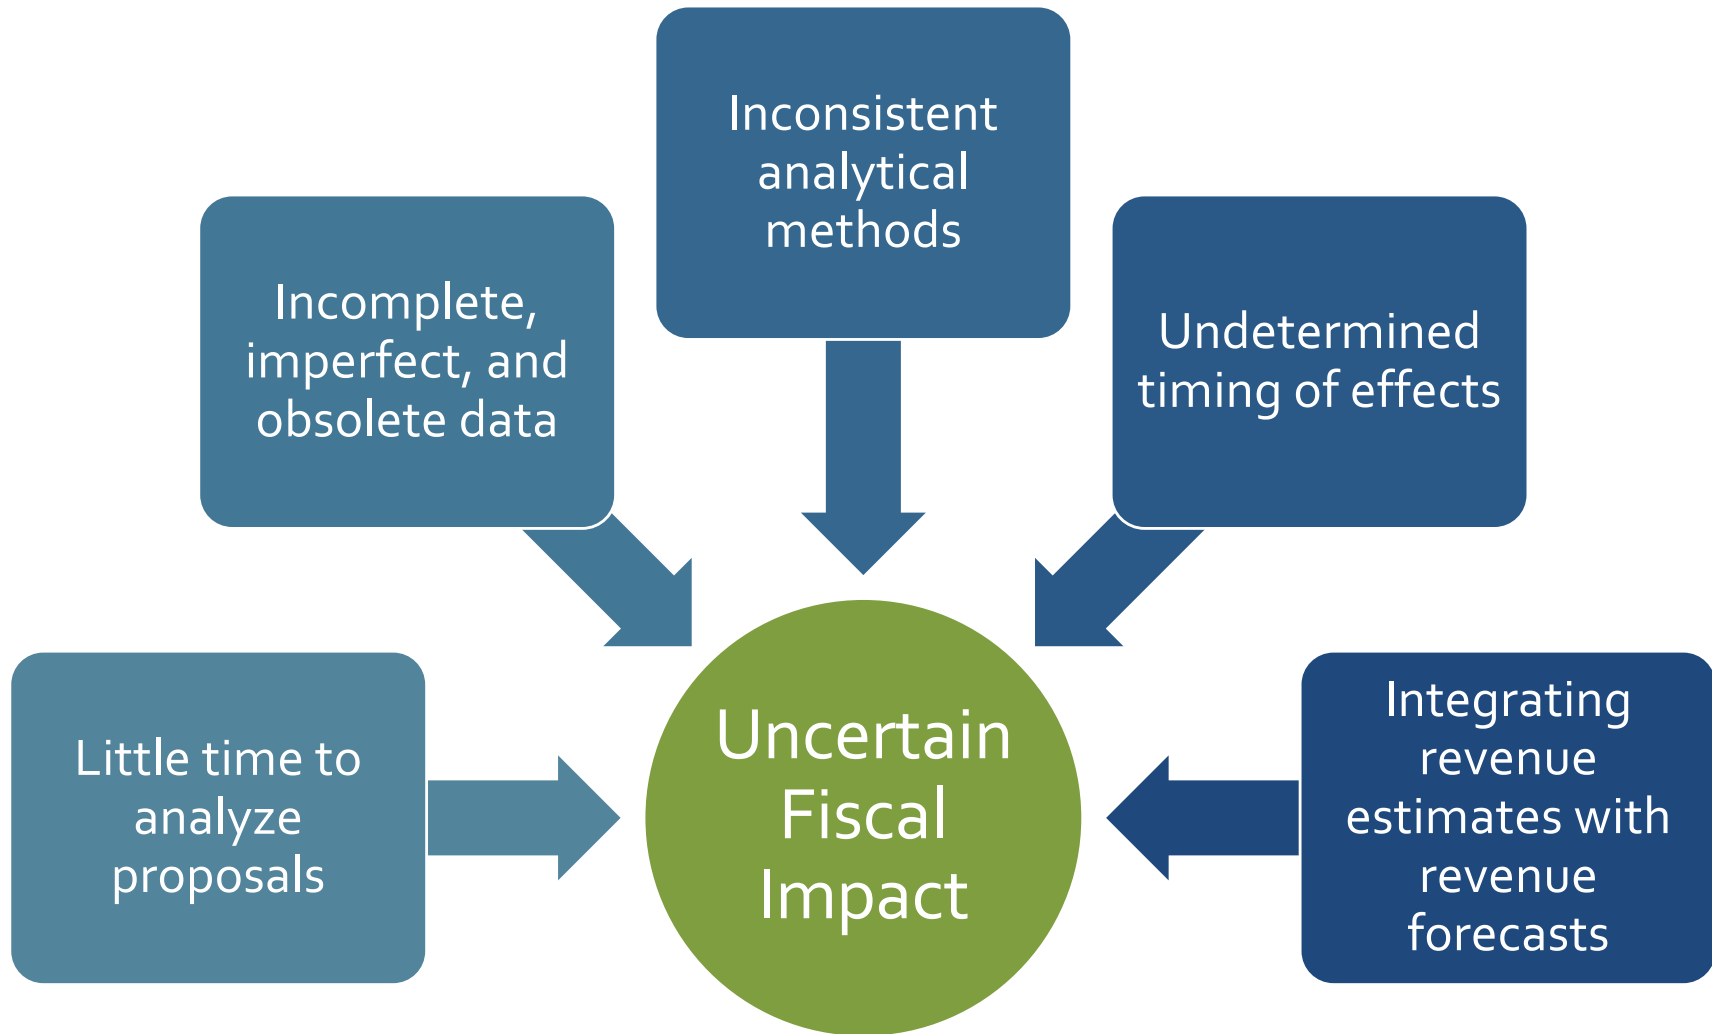 Inconsistent
analytical
methods
Incomplete,
imperfect, and
obsolete data
Undetermined
timing of effects
Little time to
analyze
proposals
Uncertain
Fiscal
Impact
Integrating
revenue
estimates with
revenue
forecasts